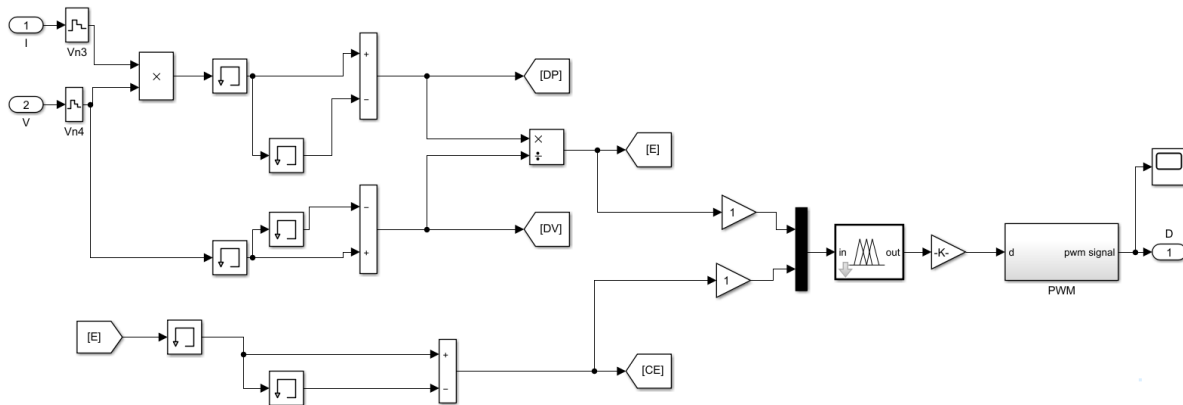 1
I
Vn3
×
+
−
[DP]
2
V
Vn4
×
÷
[E]
−
+
[DV]
1
1
in
out
-K-
d
pwm signal
PWM
D
1
[E]
+
−
[CE]